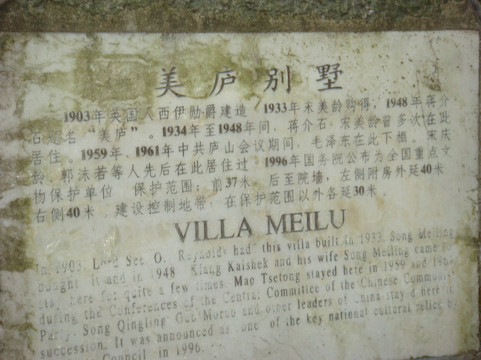 美庐别墅
1903年英国人西伊勋爵建造 1933年宋美龄购得，1948年蒋介
石题名“美庐”。1934年至1948年间，蒋介石、宋美龄曾多次在此
居住。1959年、1961年中共庐山会议期间，毛泽东在此下榻。宋庆
龄、郭沫若等人先后在此居住过。1996年国务院公布为全国重点文
物保护单位 保护范围：前37米 后至院墙，左侧附房外延40米
右侧40米 建设控制地带：在保护范围以外各延30米
VILLA MEILU
In 1903 Lord See O. Reynolds had this villa built in 1933. Song Meiling
bought it and in 1948 Kiang Kaishek and his wife Song Meiling came
here for quite a few times. Mao Tsetong stayed here in 1959 and 1961
during the Conferences of the Central Committee of the Chinese Communist
Party. Song Qingling Guo Moruo and other leaders of China stayed here in
succession. It was announced as one of the key national cultural relics by
Council in 1996.